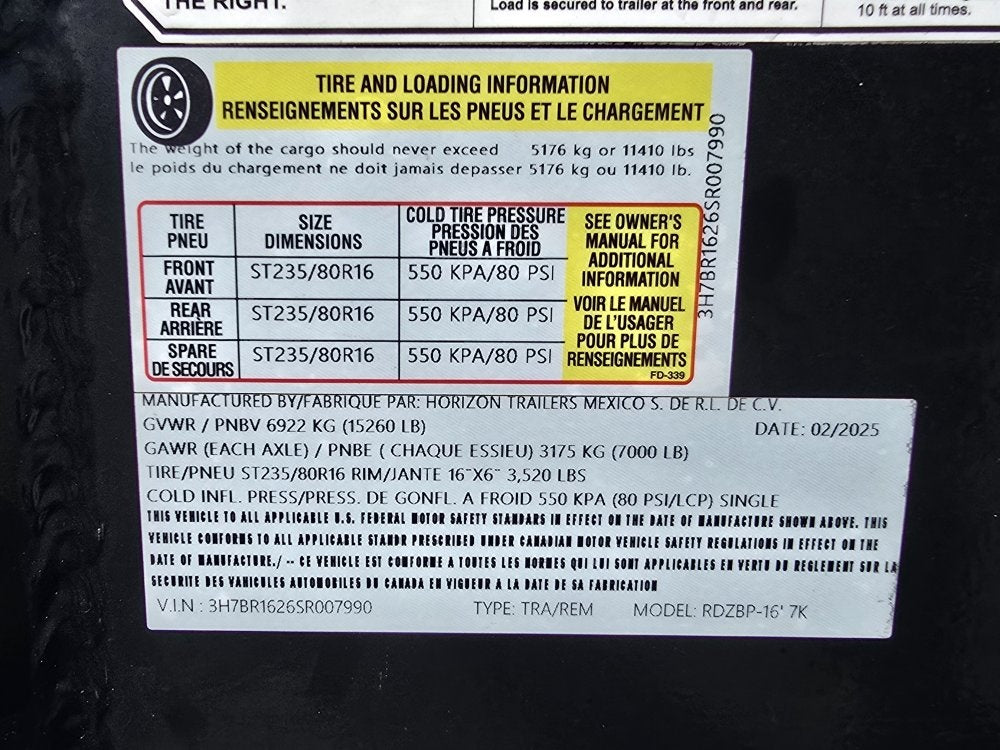 THE RIGHT.
Load is secured to trailer at the front and rear.
10 ft at all times.
TIRE AND LOADING INFORMATION
RENSEIGNEMENTS SUR LES PNEUS ET LE CHARGEMENT
The weight of the cargo should never exceed 5176 kg or 11410 lbs
le poids du chargement ne doit jamais depasser 5176 kg ou 11410 lb.
3H7BR1626SR007990
TIRE
PNEU
SIZE
DIMENSIONS
COLD TIRE PRESSURE
PRESSION DES
PNEUS A FROID
SEE OWNER'S
MANUAL FOR
ADDITIONAL
INFORMATION
VOIR LE MANUEL
DE L'USAGER
POUR PLUS DE
RENSEIGNEMENTS
FD-339
FRONT
AVANT
ST235/80R16
550 KPA/80 PSI
REAR
ARRIÈRE
ST235/80R16
550 KPA/80 PSI
SPARE
DE SECOURS
ST235/80R16
550 KPA/80 PSI
MANUFACTURED BY/FABRIQUE PAR: HORIZON TRAILERS MEXICO S. DE R.L. DE C.V.
GVWR / PNBV 6922 KG (15260 LB) DATE: 02/2025
GAWR (EACH AXLE) / PNBE ( CHAQUE ESSIEU) 3175 KG (7000 LB)
TIRE/PNEU ST235/80R16 RIM/JANTE 16"X6" 3,520 LBS
COLD INFL. PRESS/PRESS. DE GONFL. A FROID 550 KPA (80 PSI/LCP) SINGLE
THIS VEHICLE TO ALL APPLICABLE U.S. FEDERAL MOTOR SAFETY STANDARS IN EFFECT ON THE DATE OF MANUFACTURE SHOWN ABOVE. THIS
VEHICLE CONFORMS TO ALL APPLICABLE STANDR PRESCRIBED UNDER CANADIAN MOTOR VEHICLE SAFETY REGULATIONS IN EFFECT ON THE
DATE OF MANUFACTURE./ -- CE VEHICLE EST CONFORME A TOUTES LES NORMES QUI LUI SONT APPLICABLES EN VERTU DU REGLEMENT SUR LA
SECURITE DES VAHICULES AUTOMOBILES DU CANADA EN VIGUEUR A LA DATE DE SA FABRICATION
V.I.N : 3H7BR1626SR007990 TYPE: TRA/REM MODEL: RDZBP-16' 7K